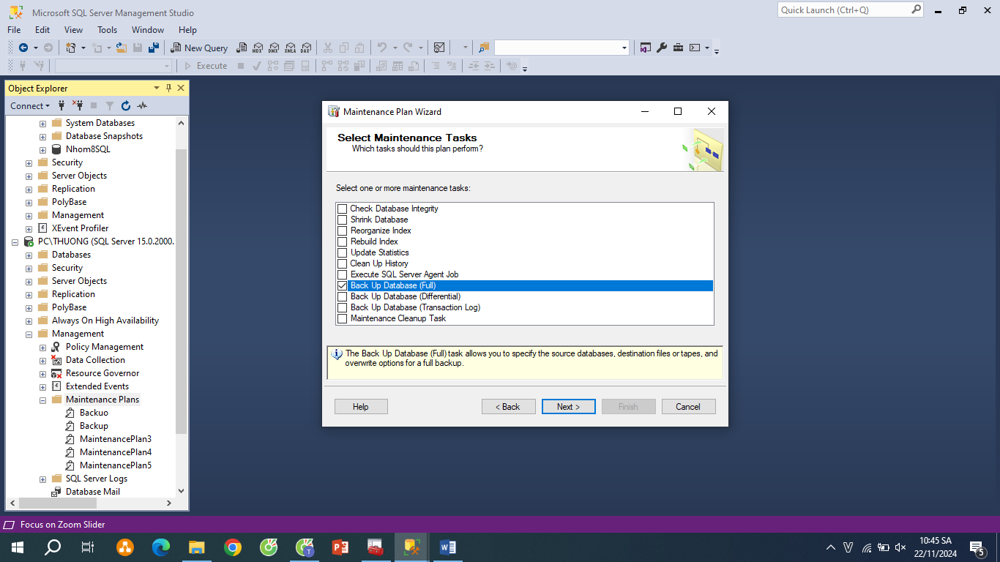 Microsoft SQL Server Management Studio
Quick Launch (Ctrl+Q)
File Edit View Tools Window Help
New Query
MDX DMX XMLA DAX
Execute
Object Explorer
Connect
System Databases
Database Snapshots
Nhom8SQL
Security
Server Objects
Replication
PolyBase
Management
XEvent Profiler
PC\THUONG (SQL Server 15.0.2000.
Databases
Security
Server Objects
Replication
PolyBase
Always On High Availability
Management
Policy Management
Data Collection
Resource Governor
Extended Events
Maintenance Plans
Backuo
Backup
MaintenancePlan3
MaintenancePlan4
MaintenancePlan5
SQL Server Logs
Database Mail
Maintenance Plan Wizard
Select Maintenance Tasks
Which tasks should this plan perform?
Select one or more maintenance tasks:
Check Database Integrity
Shrink Database
Reorganize Index
Rebuild Index
Update Statistics
Clean Up History
Execute SQL Server Agent Job
Back Up Database (Full)
Back Up Database (Differential)
Back Up Database (Transaction Log)
Maintenance Cleanup Task
The Back Up Database (Full) task allows you to specify the source databases, destination files or tapes, and
overwrite options for a full backup.
Help < Back Next > Finish Cancel
Focus on Zoom Slider
10:45 SA
22/11/2024
5